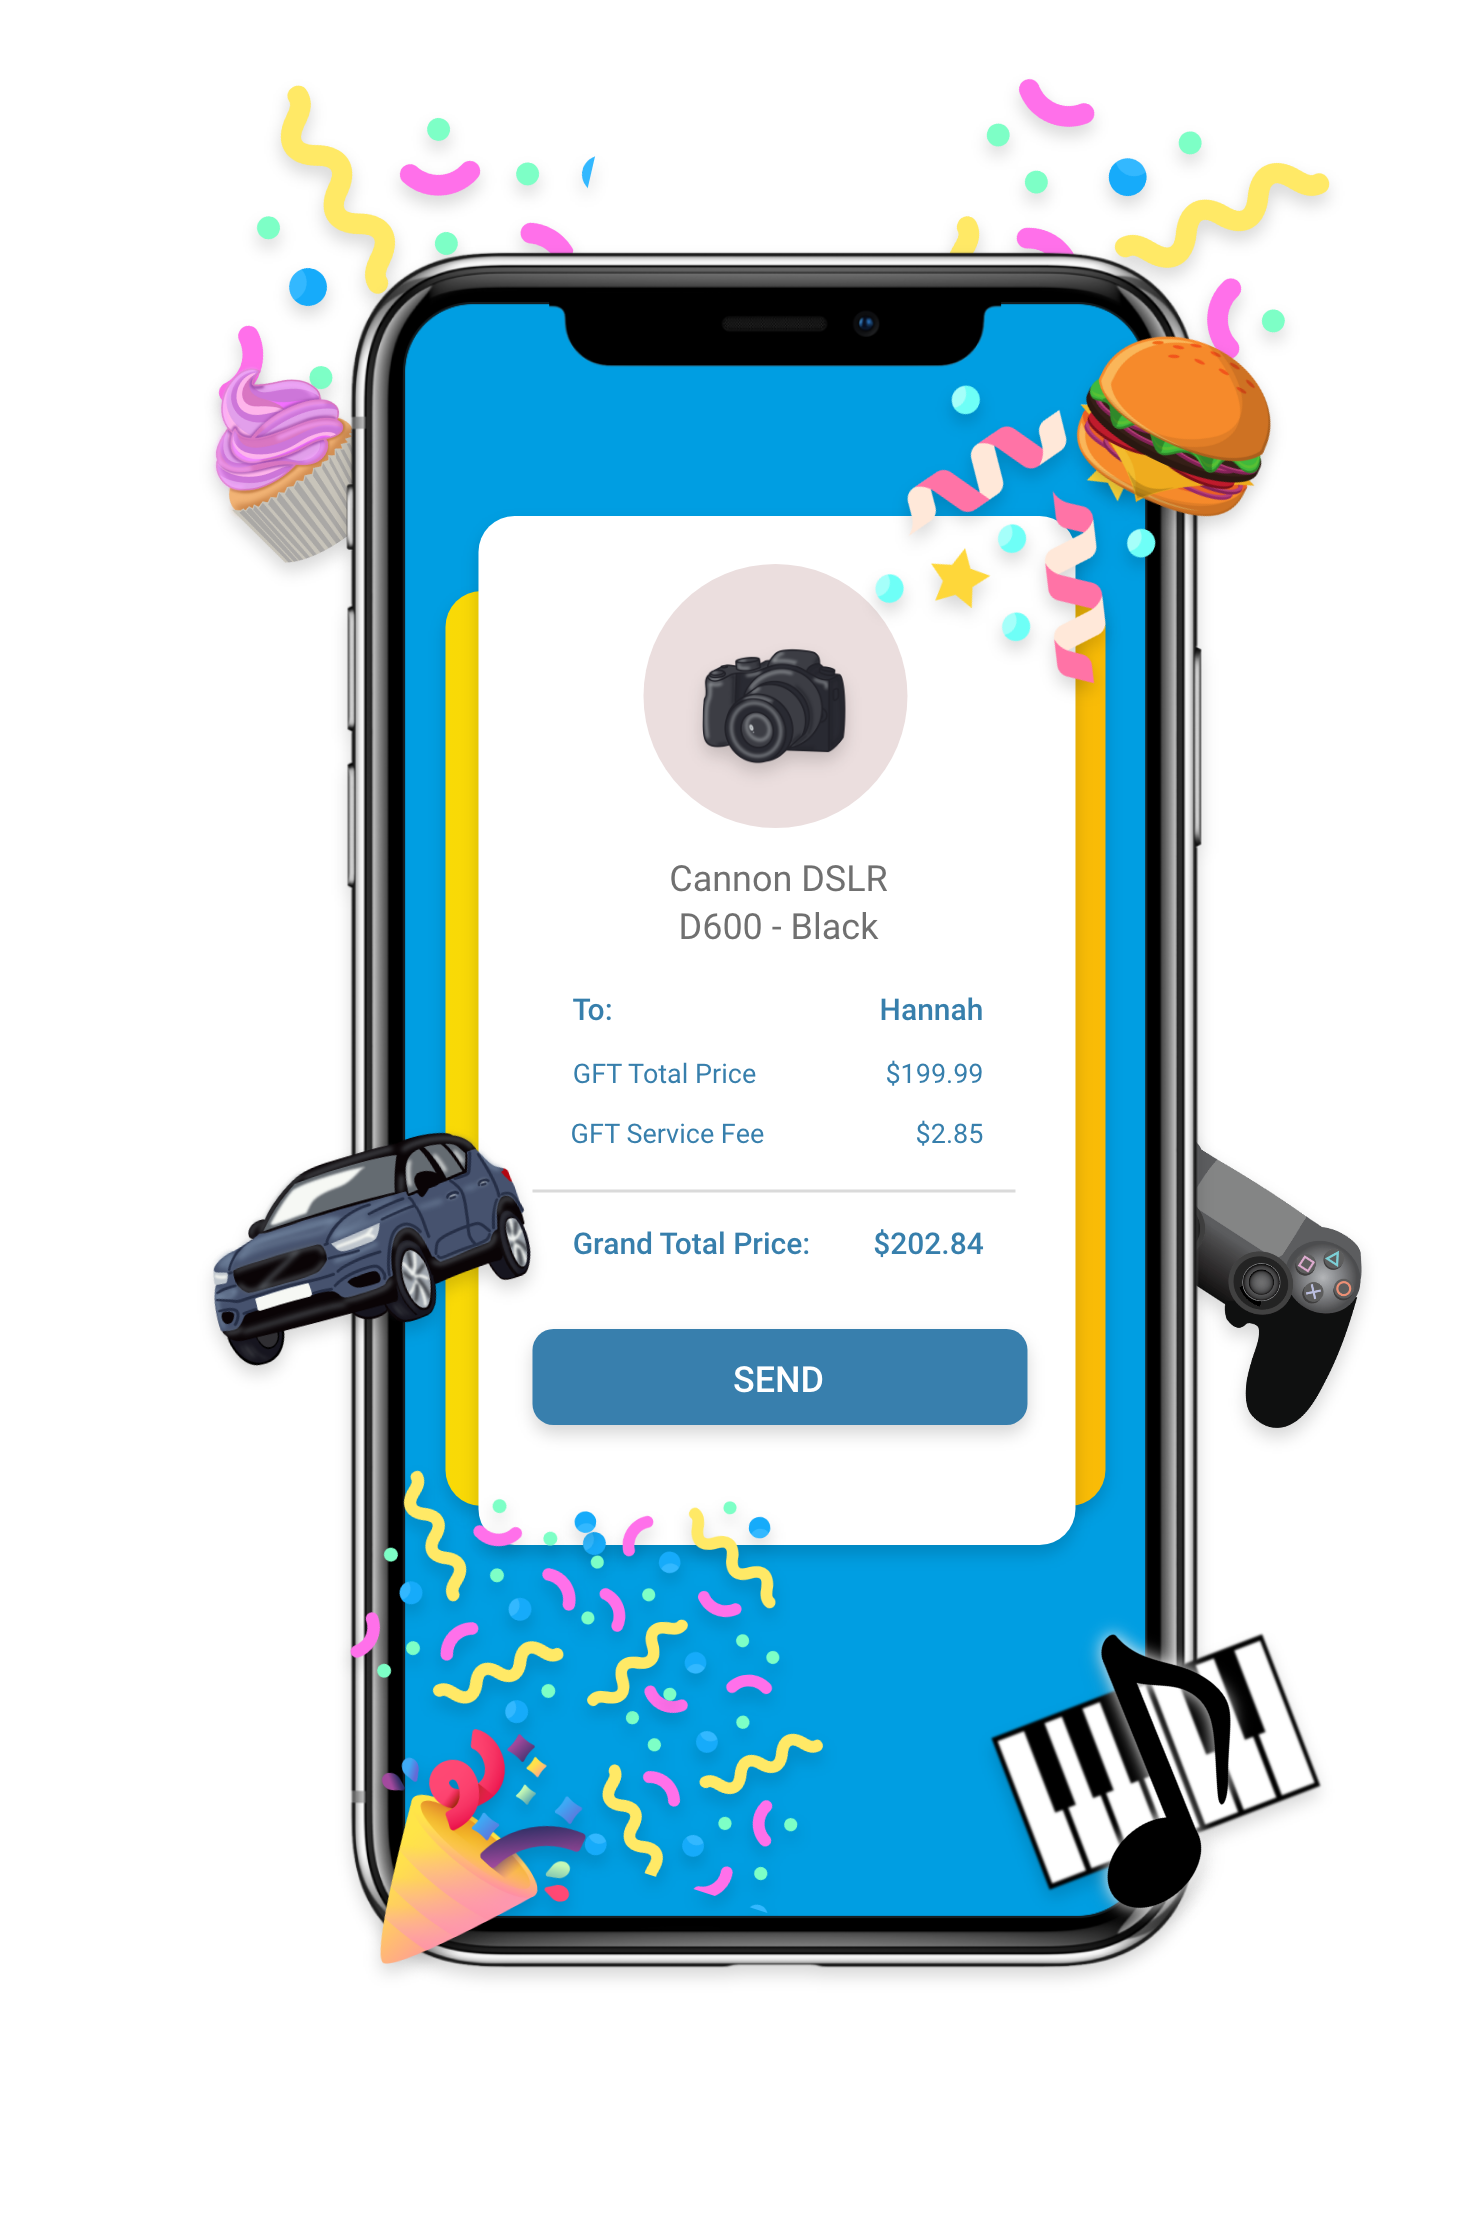 Cannon DSLR
D600 - Black
To: Hannah
GFT Total Price $199.99
GFT Service Fee $2.85
Grand Total Price: $202.84
SEND